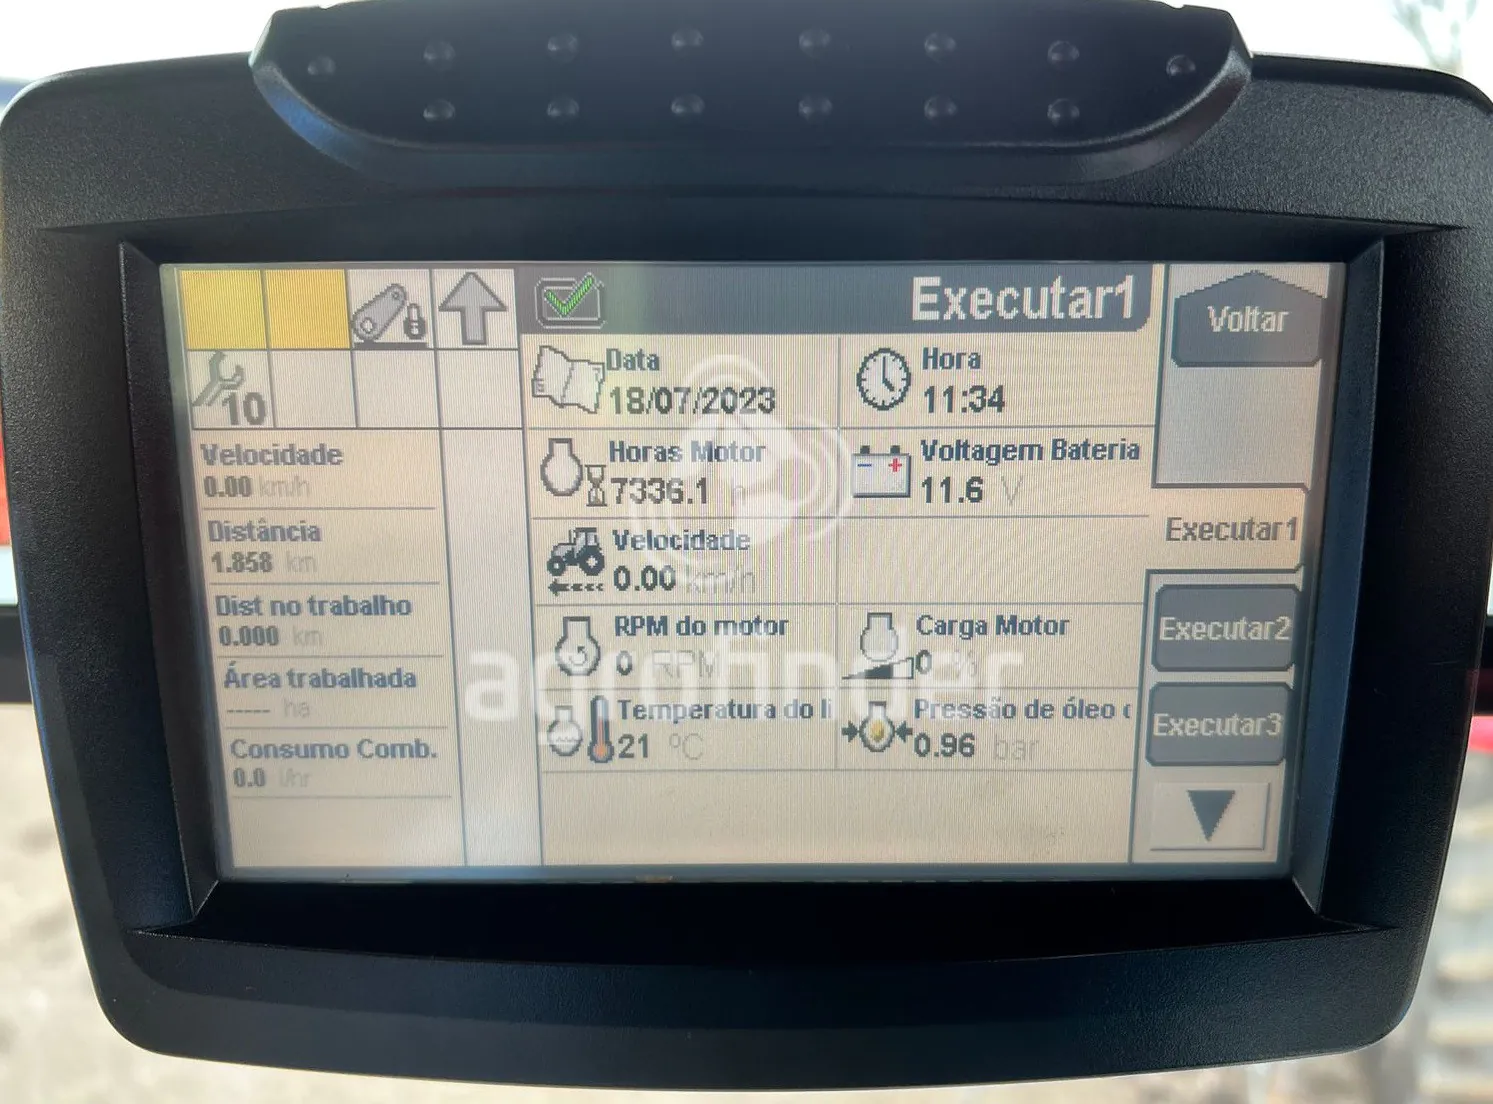 Executar1
Voltar
10
Data
18/07/2023
Hora
11:34
Velocidade
0.00 km/h
Horas Motor
7336.1 h
Voltagem Bateria
11.6 V
Distância
1.858 km
Velocidade
0.00 km/h
Executar1
Dist no trabalho
0.000 km
RPM do motor
0 RPM
Carga Motor
0 %
Executar2
Área trabalhada
----- ha
Temperatura do li
21 ºC
Pressão de óleo c
0.96 bar
Executar3
Consumo Comb.
0.0 l/hr
agrofinder